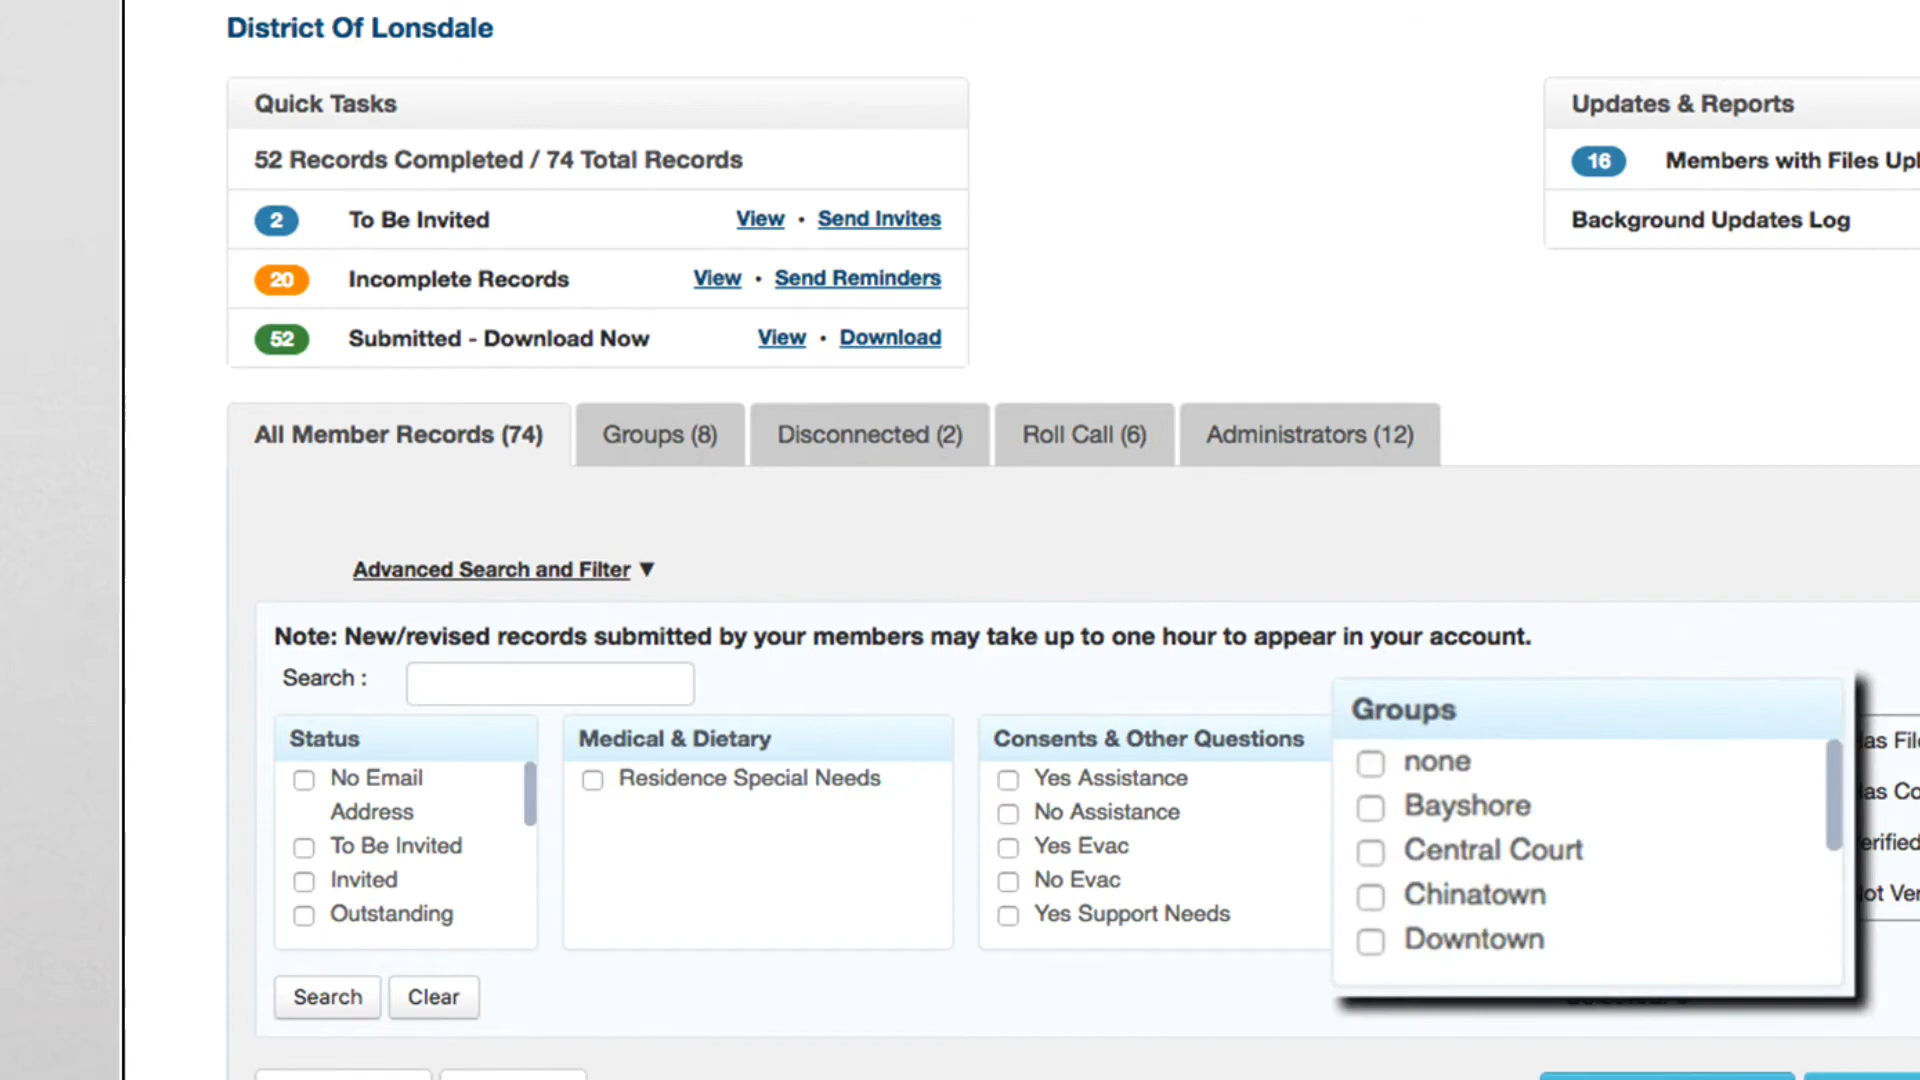 District Of Lonsdale
Quick Tasks
52 Records Completed / 74 Total Records
2 To Be Invited View • Send Invites
20 Incomplete Records View • Send Reminders
52 Submitted - Download Now View • Download
Updates & Reports
16 Members with Files
Background Updates Log
All Member Records (74) Groups (8) Disconnected (2) Roll Call (6) Administrators (12)
Advanced Search and Filter ▼
Note: New/revised records submitted by your members may take up to one hour to appear in your account.
Search :
Status
No Email
Address
To Be Invited
Invited
Outstanding
Medical & Dietary
Residence Special Needs
Consents & Other Questions
Yes Assistance
No Assistance
Yes Evac
No Evac
Yes Support Needs
Groups
none
Bayshore
Central Court
Chinatown
Downtown
Search Clear